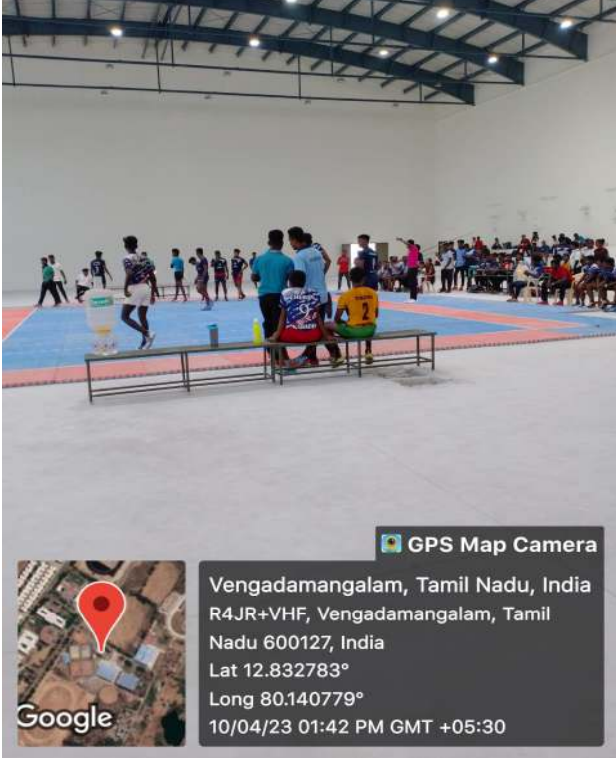 2
GPS Map Camera
Vengadamangalam, Tamil Nadu, India
R4JR+VHF, Vengadamangalam, Tamil
Nadu 600127, India
Lat 12.832783°
Long 80.140779°
10/04/23 01:42 PM GMT +05:30
Google